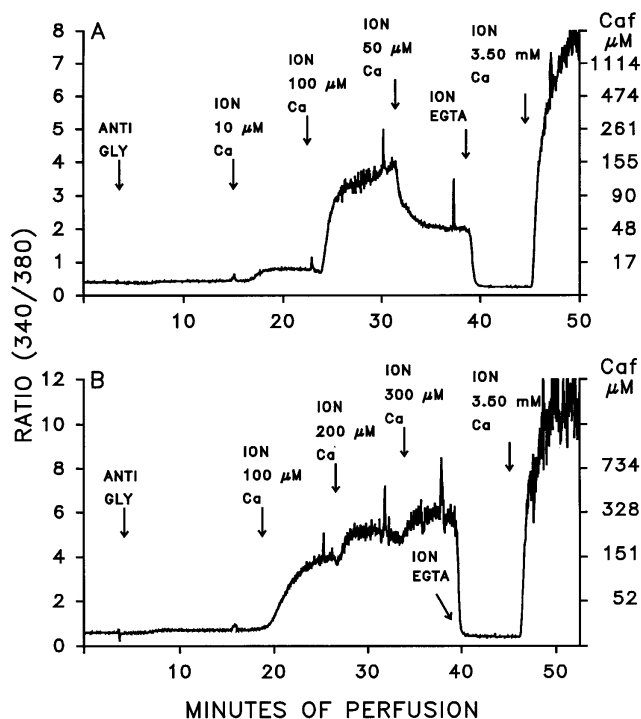 A
8
7
6
5
4
3
2
1
0
ANTI
GLY
ION
10 µM
Ca
ION
100 µM
Ca
ION
50 µM
Ca
ION
EGTA
ION
3.50 mM
Ca
Caf
µM
1114
474
261
155
90
48
17
10
20
30
40
50
RATIO (340/380)
B
12
10
8
6
4
2
0
ANTI
GLY
ION
100 µM
Ca
ION
200 µM
Ca
ION
300 µM
Ca
ION
EGTA
ION
3.50 mM
Ca
Caf
µM
734
328
151
52
10
20
30
40
50
MINUTES OF PERFUSION